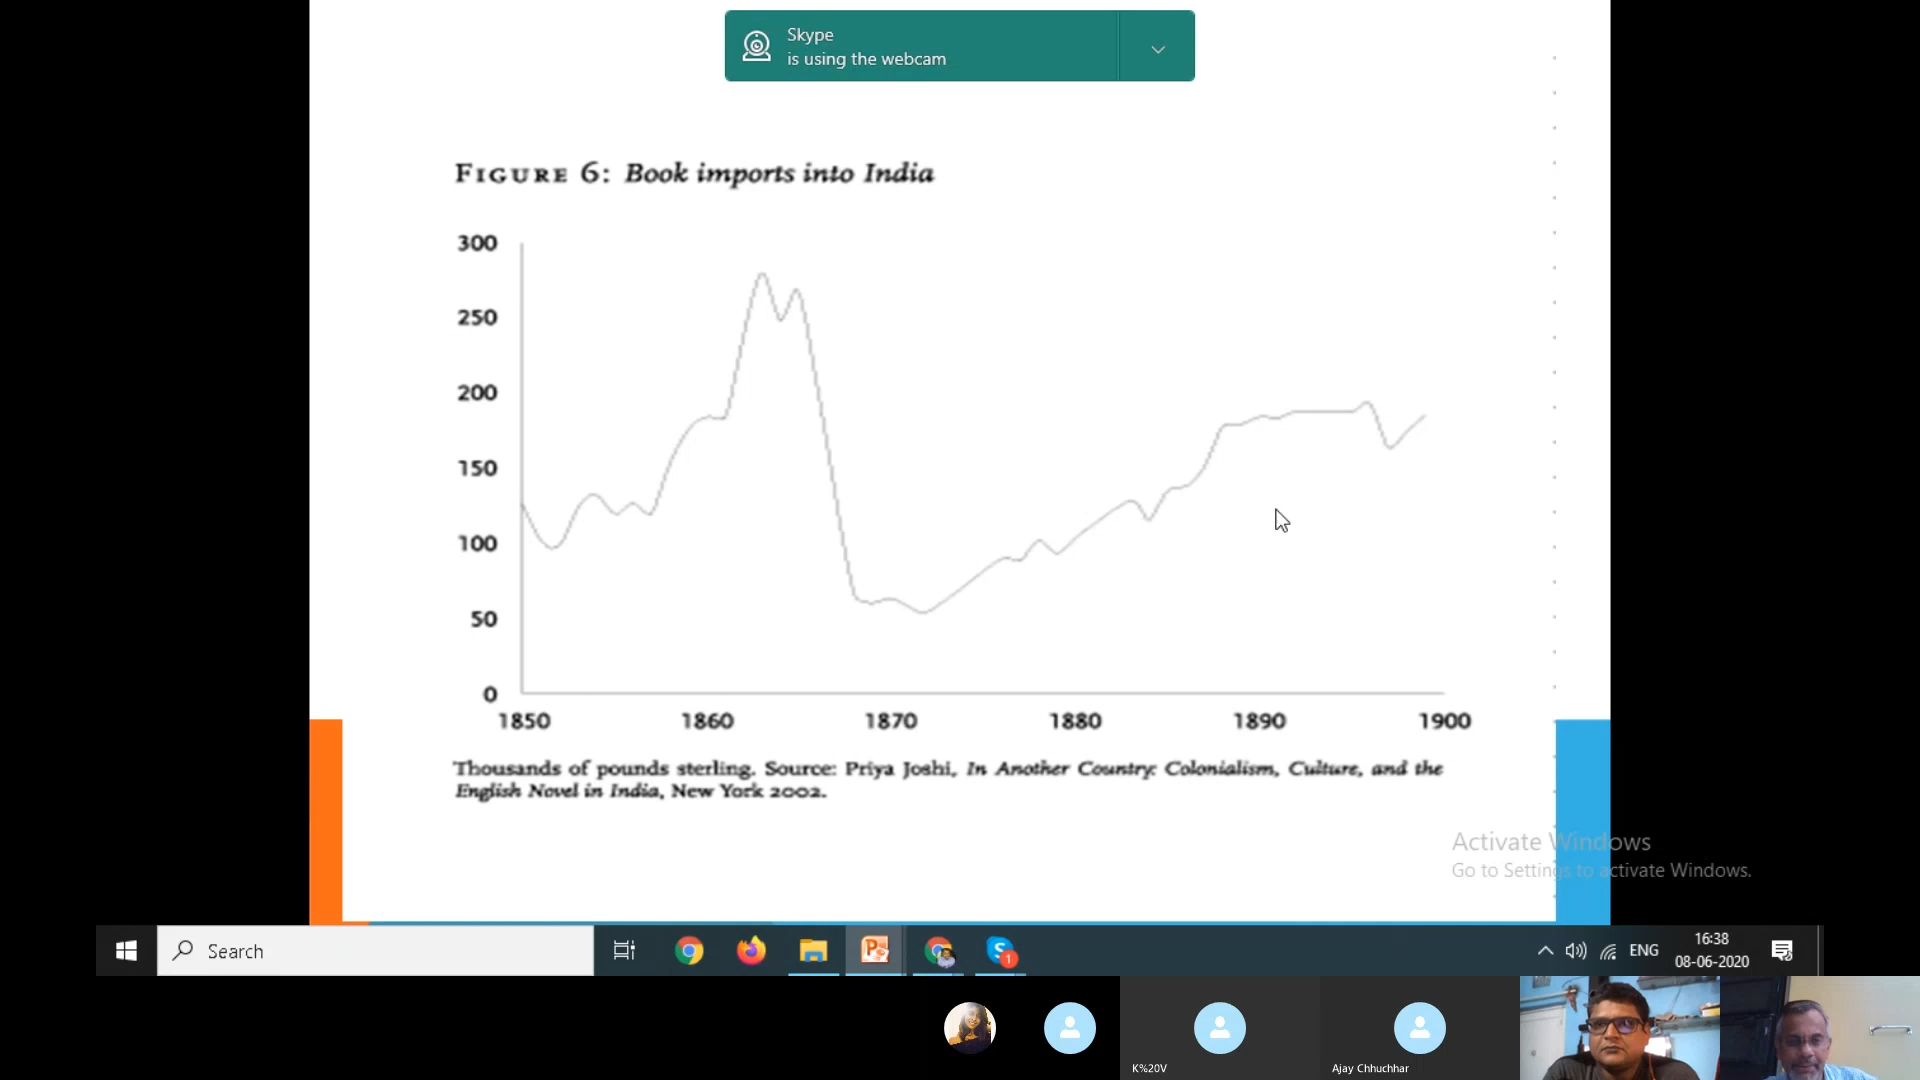 Skype
is using the webcam
FIGURE 6: Book imports into India
300
250
200
150
100
50
0
1850 1860 1870 1880 1890 1900
Thousands of pounds sterling. Source: Priya Joshi, In Another Country: Colonialism, Culture, and the
English Novel in India, New York 2002.
Activate Windows
Go to Settings to activate Windows.
Search
1
ENG
16:38
08-06-2020
K%20V
Ajay Chhuchhar